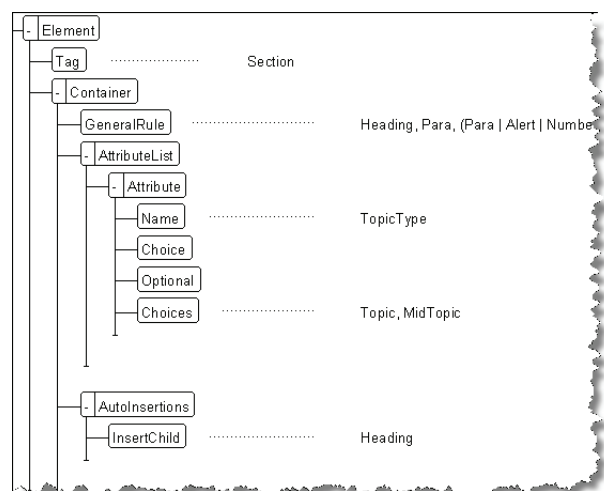 - Element
Tag Section
- Container
GeneralRule Heading, Para, (Para | Alert |
- AttributeList
- Attribute
Name TopicType
Choice
Optional
Choices Topic, MidTopic
- AutoInsertions
- InsertChild Heading